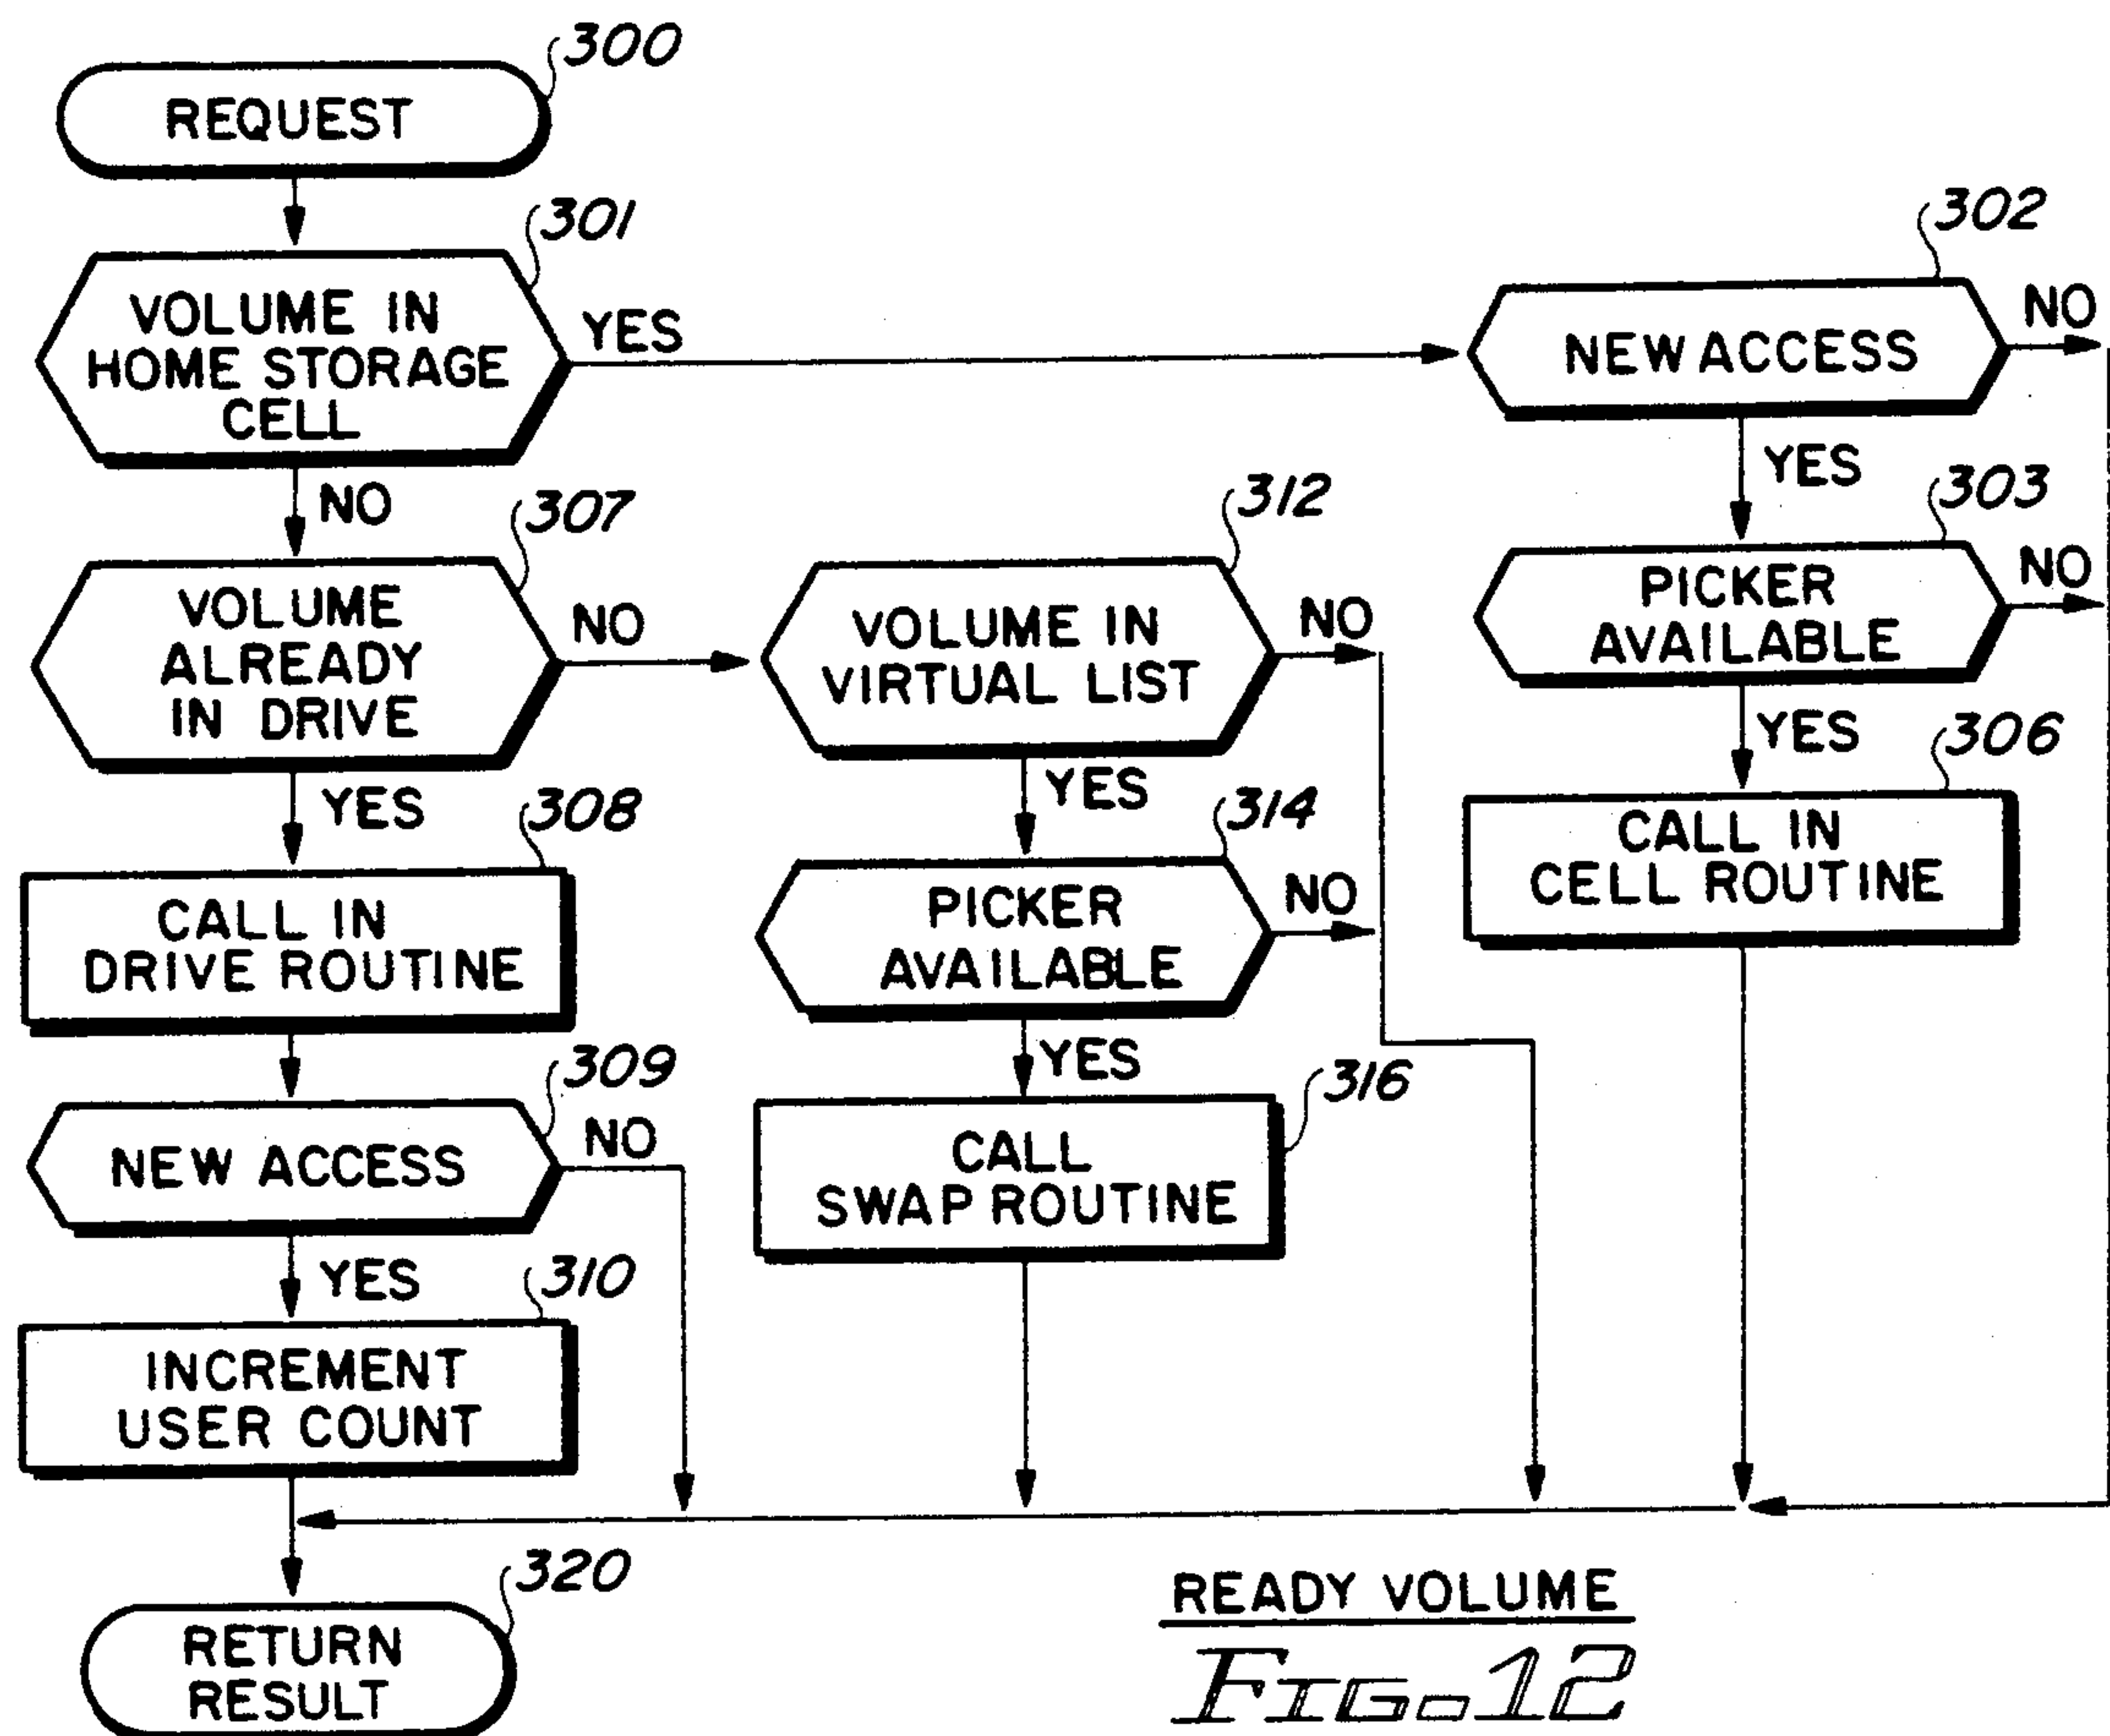 300
REQUEST
301
VOLUME IN
HOME STORAGE
CELL
YES
302
NEW ACCESS
NO
YES
NO
307
VOLUME
ALREADY
IN DRIVE
NO
312
VOLUME IN
VIRTUAL LIST
NO
303
PICKER
AVAILABLE
NO
YES
306
CALL IN
CELL ROUTINE
YES
308
CALL IN
DRIVE ROUTINE
YES
314
PICKER
AVAILABLE
NO
YES
309
NEW ACCESS
NO
316
CALL
SWAP ROUTINE
YES
310
INCREMENT
USER COUNT
320
RETURN
RESULT
READY VOLUME
FIG. 12